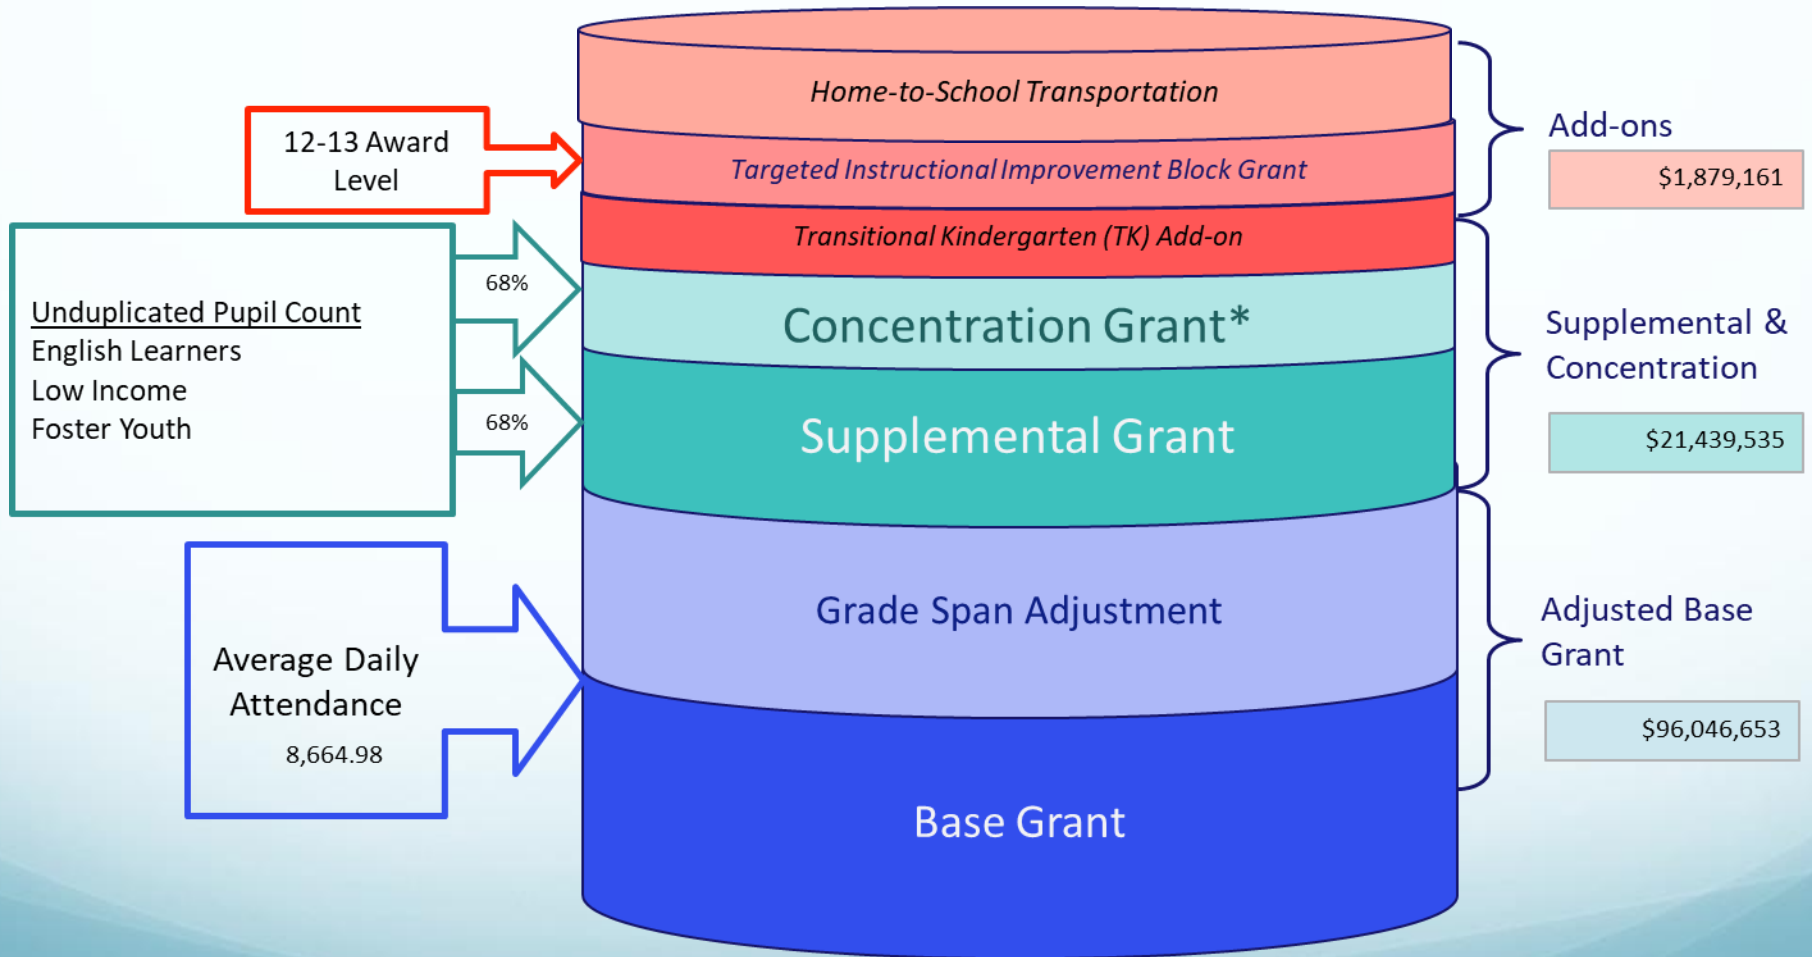 Home-to-School Transportation
12-13 Award
Level
Targeted Instructional Improvement Block Grant
Add-ons
$1,879,161
Transitional Kindergarten (TK) Add-on
Unduplicated Pupil Count
English Learners
Low Income
Foster Youth
68%
68%
Concentration Grant*
Supplemental Grant
Supplemental &
Concentration
$21,439,535
Average Daily
Attendance
8,664.98
Grade Span Adjustment
Base Grant
Adjusted Base
Grant
$96,046,653